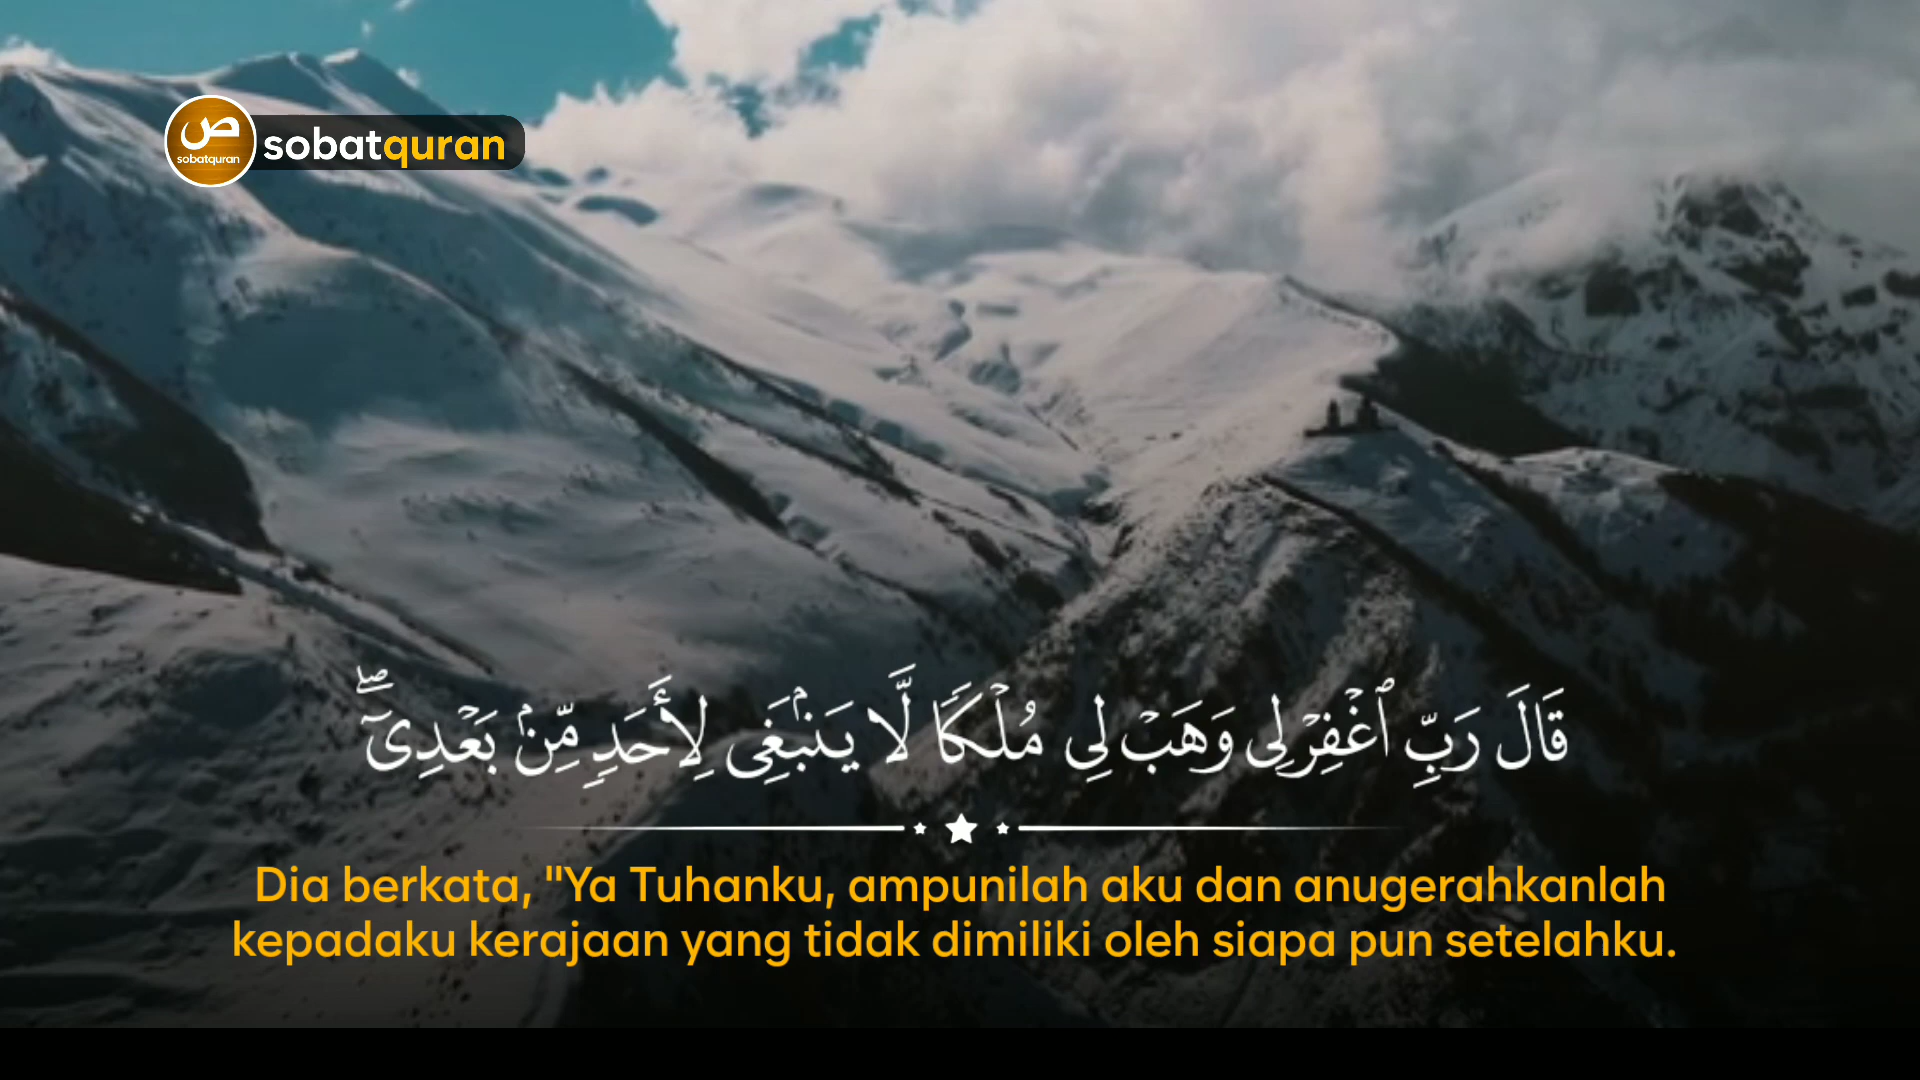 ص
sobatquran
sobatquran
قَالَ رَبِّ ٱغْفِرْ لِى وَهَبْ لِى مُلْكًا لَّا يَنۢبَغِى لِأَحَدٍ مِّنۢ بَعْدِىٓ ۖ
Dia berkata, "Ya Tuhanku, ampunilah aku dan anugerahkanlah
kepadaku kerajaan yang tidak dimiliki oleh siapa pun setelahku.